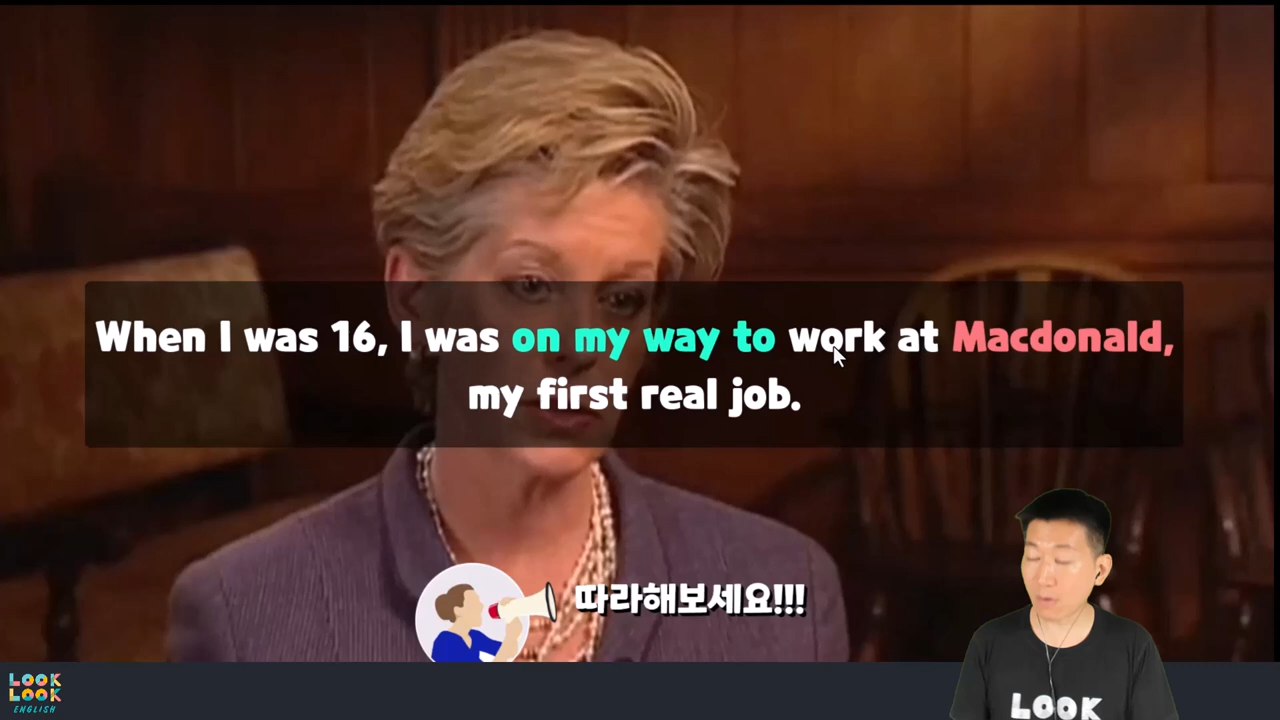 When I was 16, I was on my way to work at Macdonald,
my first real job.
따라해보세요!!!
LOOK
LOOK
LOOK
ENGLISH